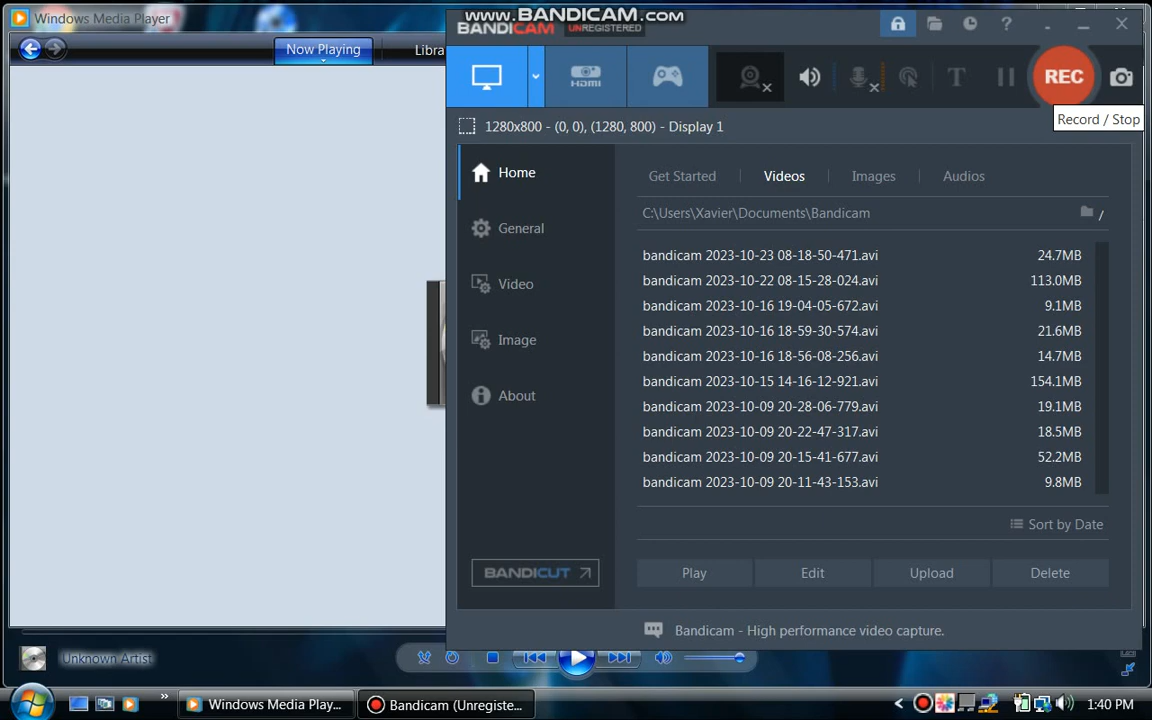 Windows Media Player
www.BANDICAM.com
BANDICAM UNREGISTERED
?
Now Playing
Libra
HDMI
T
REC
Record / Stop
1280x800 - (0, 0), (1280, 800) - Display 1
Home
General
Video
Image
About
Get Started
Videos
Images
Audios
C:\Users\Xavier\Documents\Bandicam
/
bandicam 2023-10-23 08-18-50-471.avi 24.7MB
bandicam 2023-10-22 08-15-28-024.avi 113.0MB
bandicam 2023-10-16 19-04-05-672.avi 9.1MB
bandicam 2023-10-16 18-59-30-574.avi 21.6MB
bandicam 2023-10-16 18-56-08-256.avi 14.7MB
bandicam 2023-10-15 14-16-12-921.avi 154.1MB
bandicam 2023-10-09 20-28-06-779.avi 19.1MB
bandicam 2023-10-09 20-22-47-317.avi 18.5MB
bandicam 2023-10-09 20-15-41-677.avi 52.2MB
bandicam 2023-10-09 20-11-43-153.avi 9.8MB
Sort by Date
BANDICUT
Play
Edit
Upload
Delete
Bandicam - High performance video capture.
Unknown Artist
»
Windows Media Play...
Bandicam (Unregiste...
<
1:40 PM